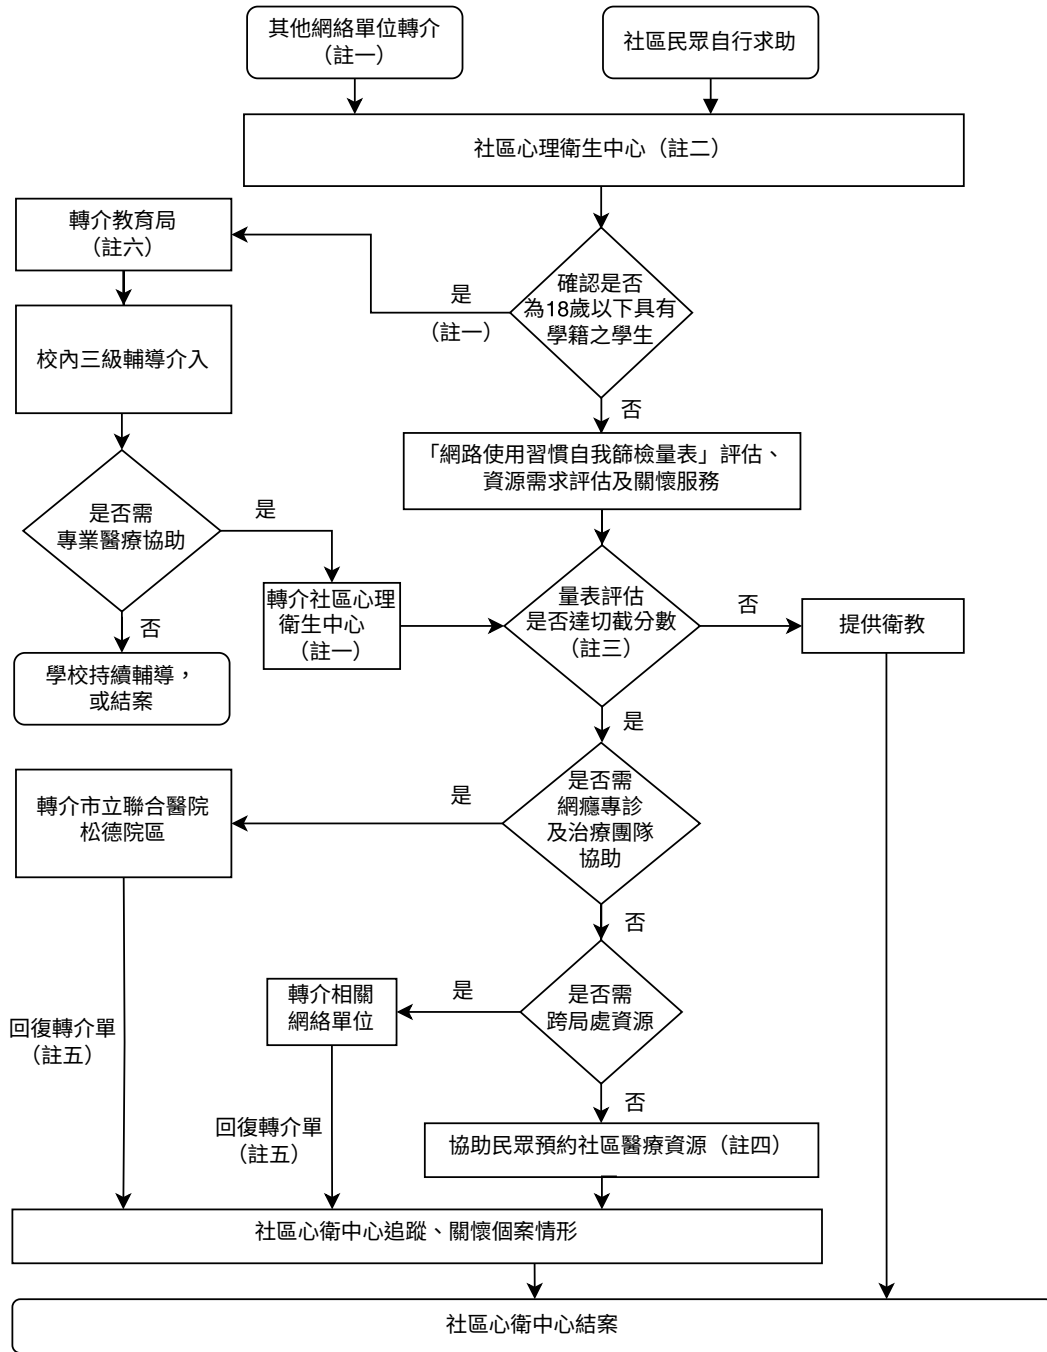 其他網絡單位轉介
（註一）
社區民眾自行求助
社區心理衛生中心（註二）
確認是否
為18歲以下具有
學籍之學生
是
（註一）
轉介教育局
（註六）
校內三級輔導介入
是否需
專業醫療協助
是
轉介社區心理
衛生中心
（註一）
否
學校持續輔導，
或結案
否
「網路使用習慣自我篩檢量表」評估、
資源需求評估及關懷服務
量表評估
是否達切截分數
（註三）
否
提供衛教
是
是否需
網癮專診
及治療團隊
協助
是
轉介市立聯合醫院
松德院區
回復轉介單
（註五）
否
是否需
跨局處資源
是
轉介相關
網絡單位
回復轉介單
（註五）
否
協助民眾預約社區醫療資源（註四）
社區心衛中心追蹤、關懷個案情形
社區心衛中心結案